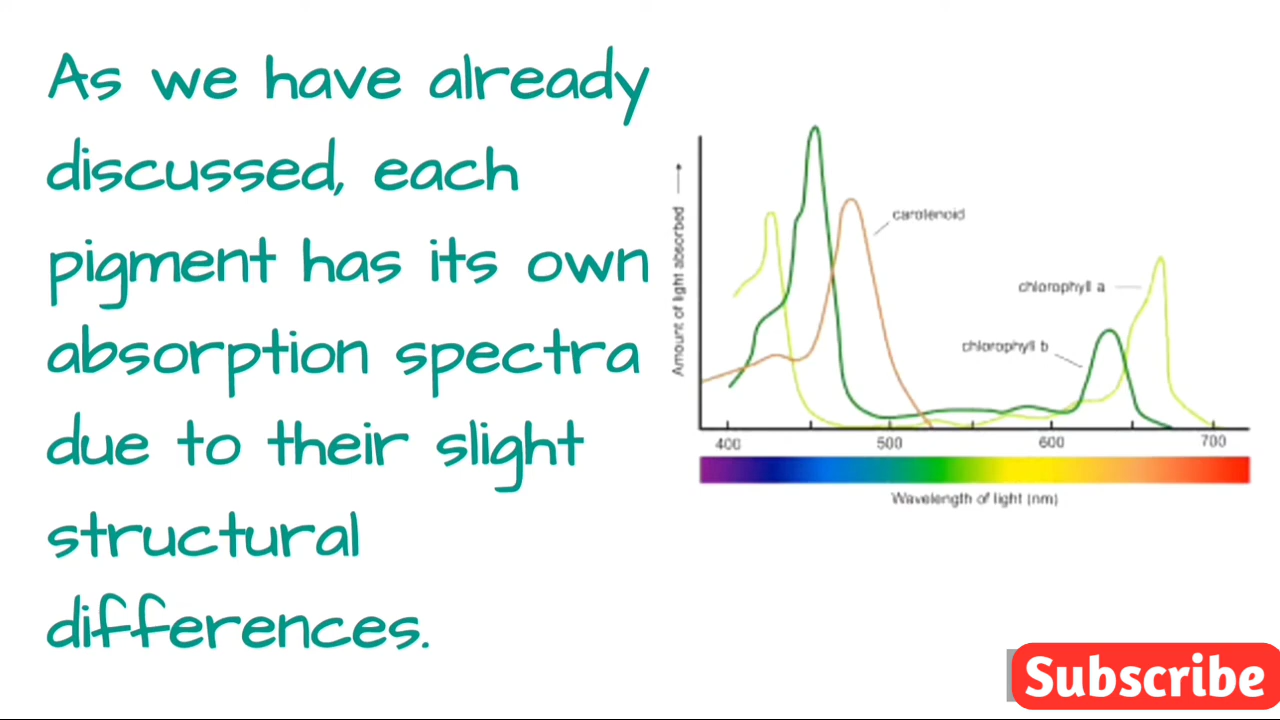 As we have already
discussed, each
pigment has its own
absorption spectra
due to their slight
structural
differences.
Amount of light absorbed
carotenoid
chlorophyll a
chlorophyll b
400 500 600 700
Wavelength of light (nm)
Subscribe